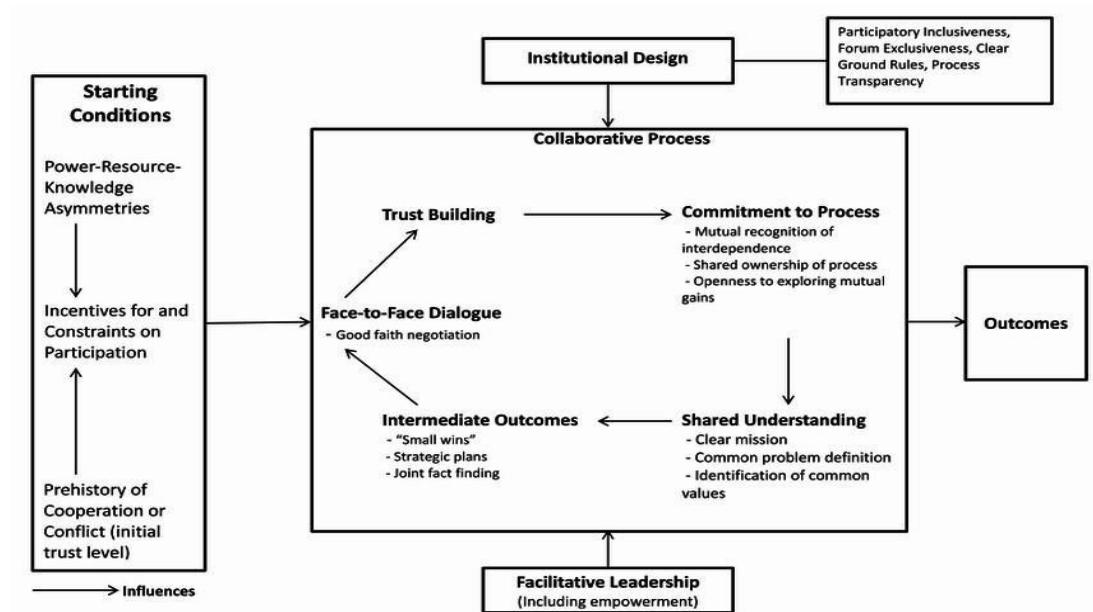 Participatory Inclusiveness,
Forum Exclusiveness, Clear
Ground Rules, Process
Transparency
Institutional Design
Starting
Conditions
Power-Resource-
Knowledge
Asymmetries
Incentives for and
Constraints on
Participation
Prehistory of
Cooperation or
Conflict (initial
trust level)
Influences
Collaborative Process
Trust Building
Commitment to Process
- Mutual recognition of
interdependence
- Shared ownership of process
- Openness to exploring mutual
gains
Face-to-Face Dialogue
- Good faith negotiation
Intermediate Outcomes
- "Small wins"
- Strategic plans
- Joint fact finding
Shared Understanding
- Clear mission
- Common problem definition
- Identification of common
values
Outcomes
Facilitative Leadership
(Including empowerment)